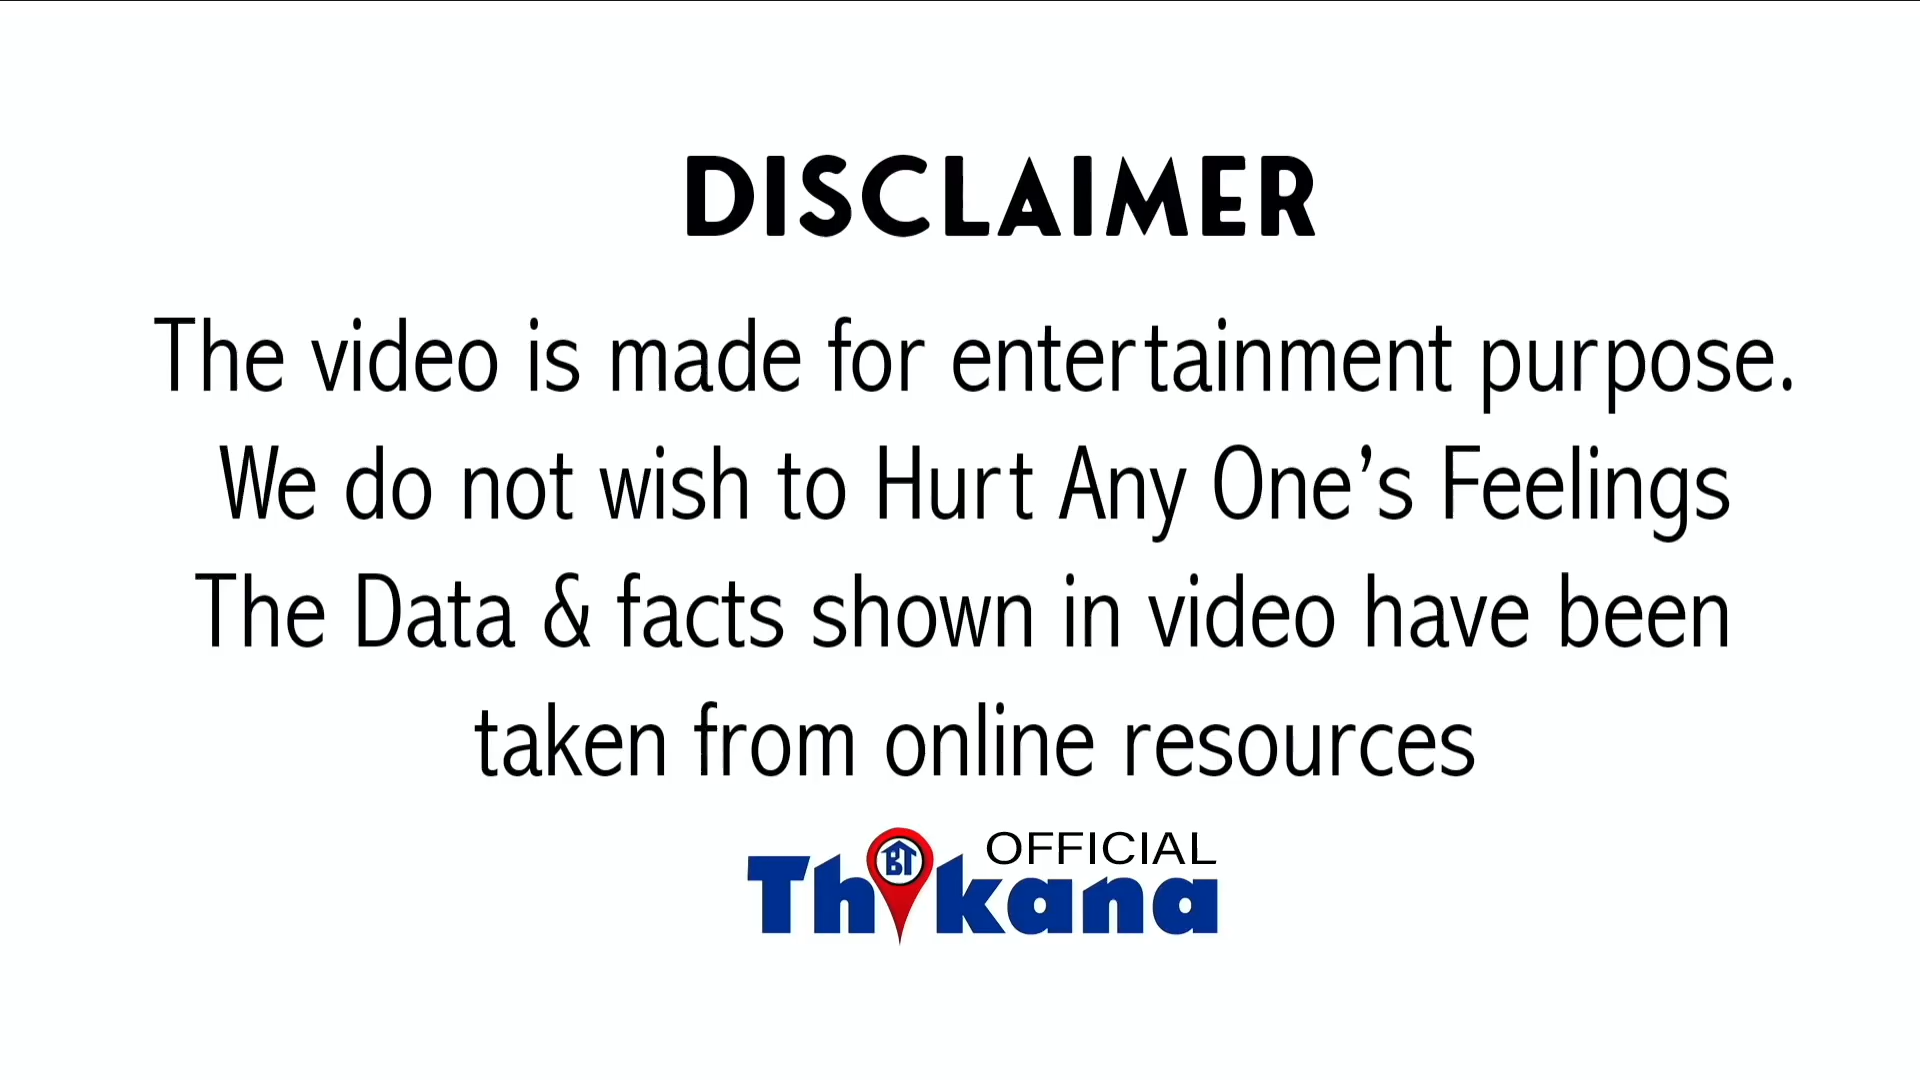 DISCLAIMER
The video is made for entertainment purpose.
We do not wish to Hurt Any One’s Feelings
The Data & facts shown in video have been
taken from online resources
OFFICIAL
BT
Thikana